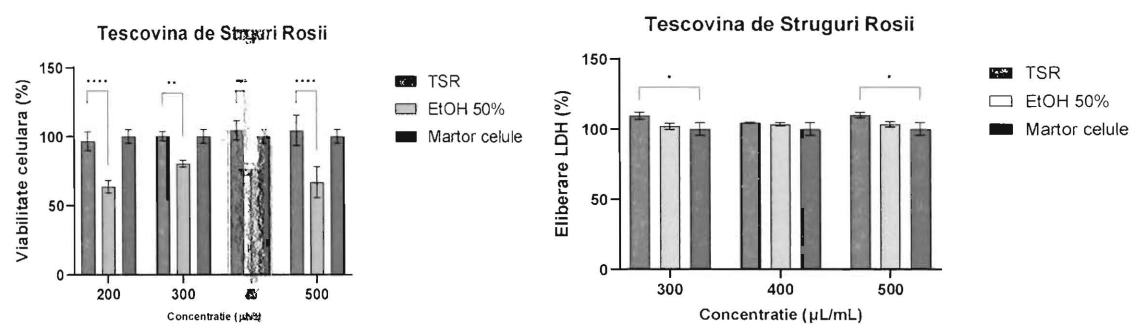 Tescovina de Struguri Rosii
Viabilitate celulara (%)
150
100
50
0
****
**
****
200
300
500
Concentratie
TSR
EtOH 50%
Martor celule
Tescovina de Struguri Rosii
Eliberare LDH (%)
150
100
50
0
*
*
300
400
500
Concentratie (µL/mL)
TSR
EtOH 50%
Martor celule